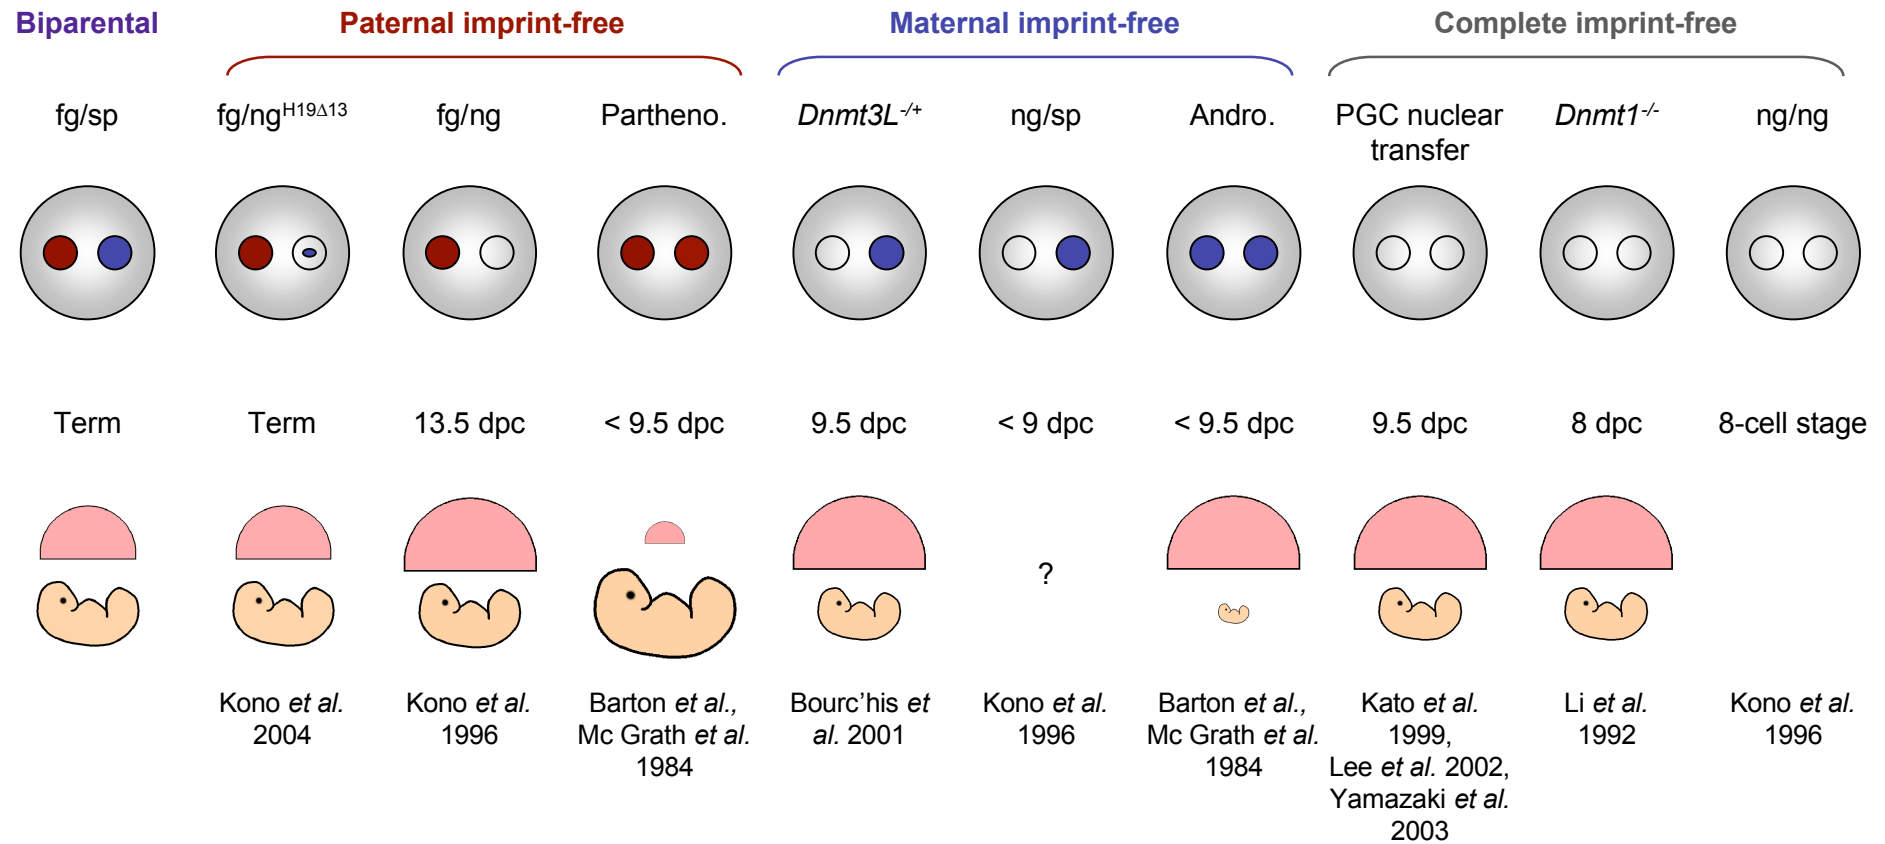 Biparental
Paternal imprint-free
Maternal imprint-free
Complete imprint-free
fg/sp
fg/ngH19Δ13
fg/ng
Partheno.
Dnmt3L-/+
ng/sp
Andro.
PGC nuclear
transfer
Dnmt1-/-
ng/ng
Term
Term
13.5 dpc
< 9.5 dpc
9.5 dpc
< 9 dpc
< 9.5 dpc
9.5 dpc
8 dpc
8-cell stage
?
Kono et al.
2004
Kono et al.
1996
Barton et al.,
Mc Grath et al.
1984
Bourc’his et
al. 2001
Kono et al.
1996
Barton et al.,
Mc Grath et al.
1984
Kato et al.
1999,
Lee et al. 2002,
Yamazaki et al.
2003
Li et al.
1992
Kono et al.
1996